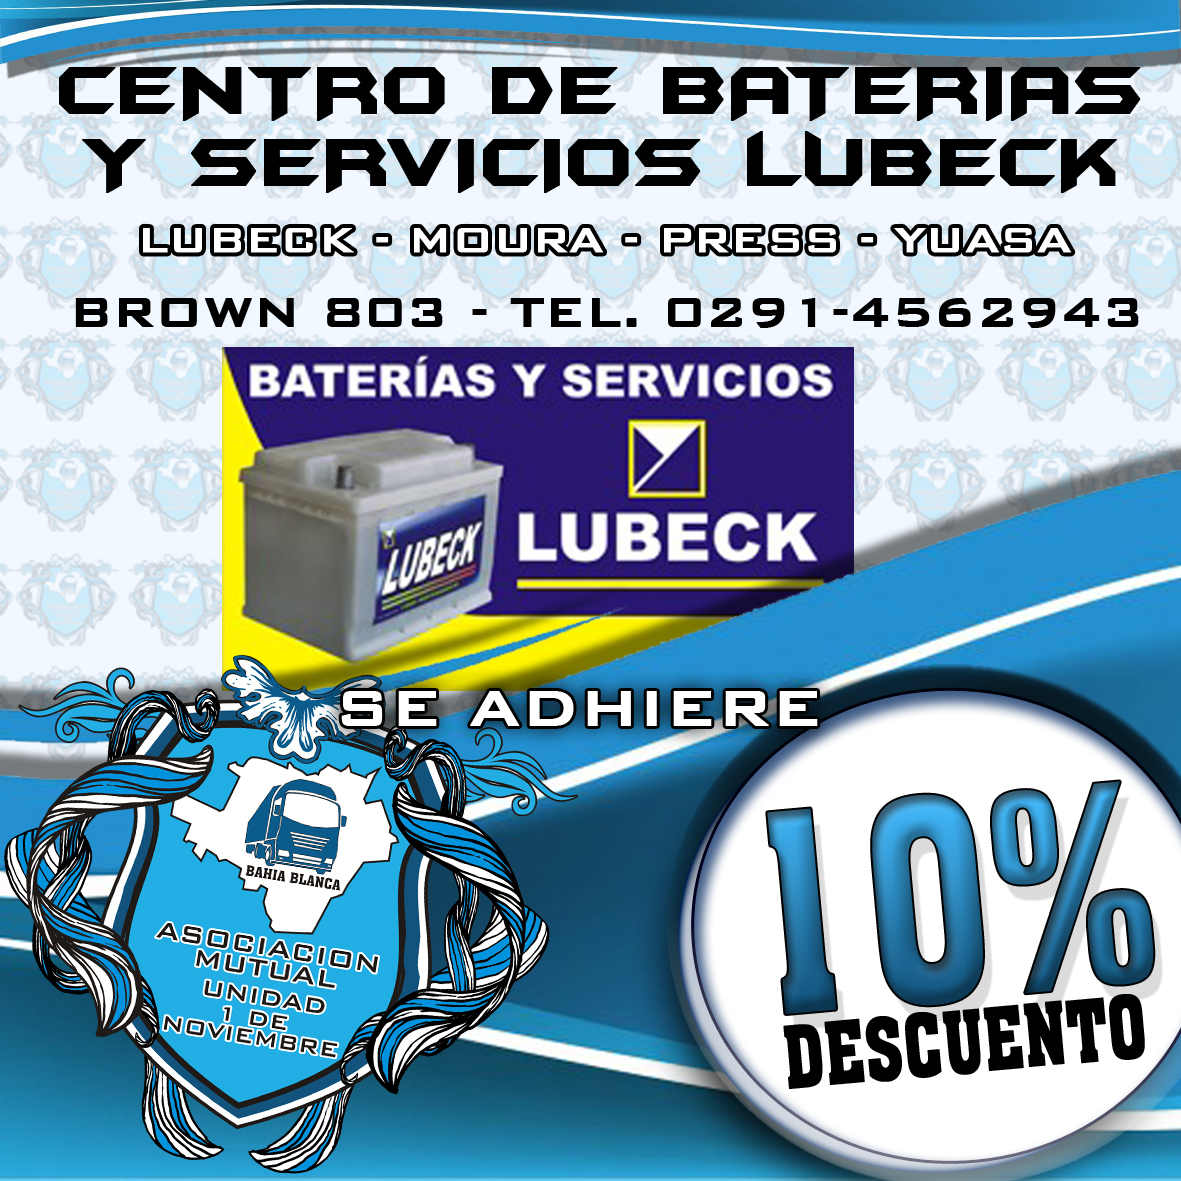 CENTRO DE BATERIAS
Y SERVICIOS LUBECK
LUBECK - MOURA - PRESS - YUASA
BROWN 803 - TEL. 0291-4562943
BATERÍAS Y SERVICIOS
LUBECK
LUBECK
SE ADHIERE
BAHIA BLANCA
ASOCIACION
MUTUAL
UNIDAD
1 DE
NOVIEMBRE
10%
DESCUENTO